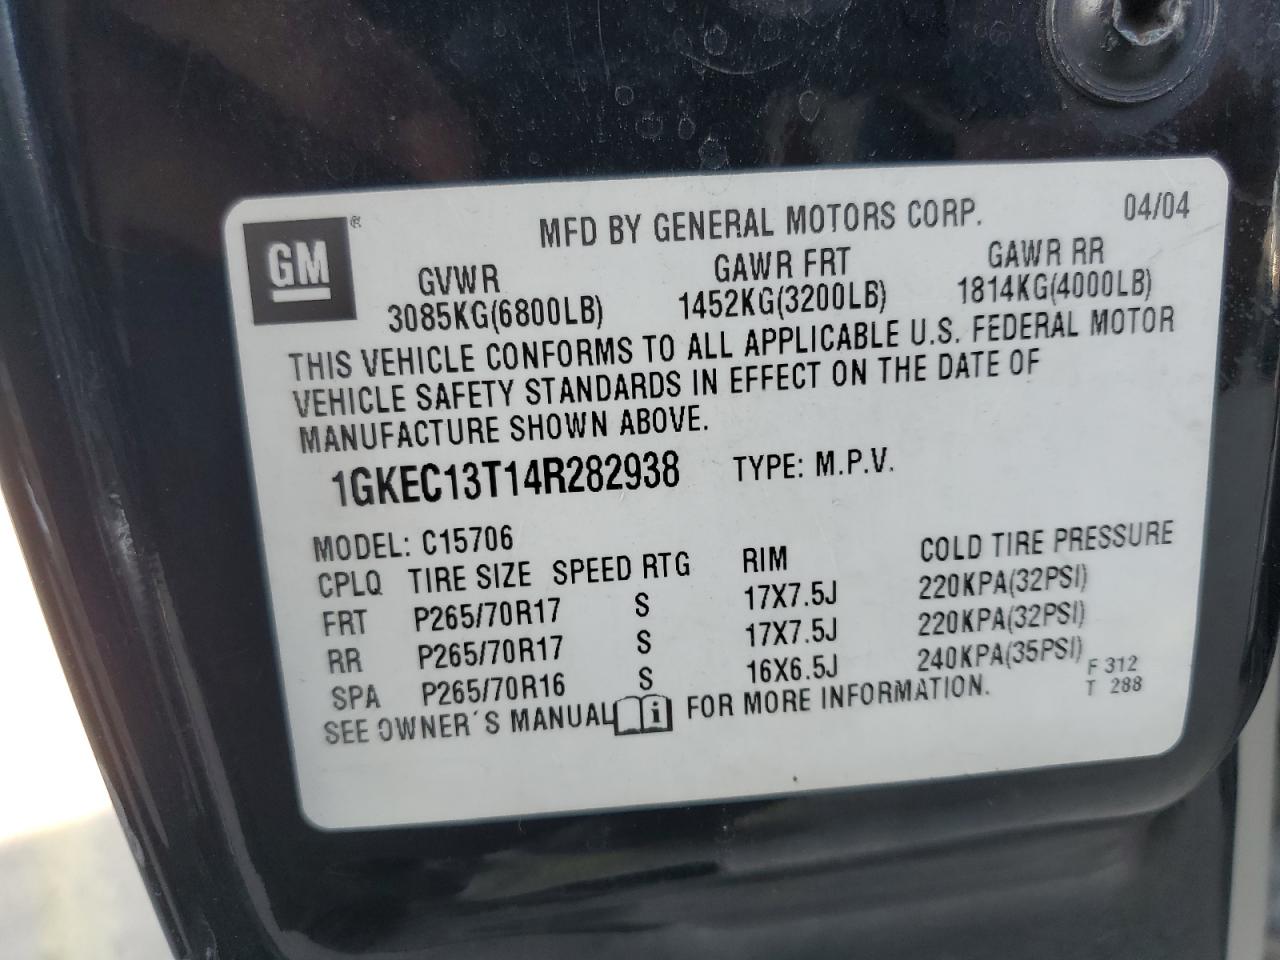 GM ®
MFD BY GENERAL MOTORS CORP. 04/04
GVWR GAWR FRT GAWR RR
3085KG(6800LB) 1452KG(3200LB) 1814KG(4000LB)
THIS VEHICLE CONFORMS TO ALL APPLICABLE U.S. FEDERAL MOTOR
VEHICLE SAFETY STANDARDS IN EFFECT ON THE DATE OF
MANUFACTURE SHOWN ABOVE.
1GKEC13T14R282938 TYPE: M.P.V.
MODEL: C15706
CPLQ TIRE SIZE SPEED RTG RIM COLD TIRE PRESSURE
FRT P265/70R17 S 17X7.5J 220KPA(32PSI)
RR P265/70R17 S 17X7.5J 220KPA(32PSI)
SPA P265/70R16 S 16X6.5J 240KPA(35PSI)
SEE OWNER´S MANUAL i FOR MORE INFORMATION.
F 312
T 288